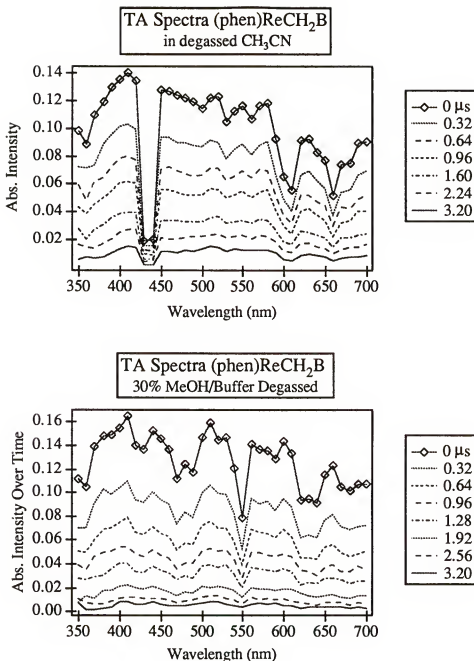 TA Spectra (phen)ReCH₂B
in degassed CH₃CN
Abs. Intensity
0.14
0.12
0.10
0.08
0.06
0.04
0.02
350 400 450 500 550 600 650 700
Wavelength (nm)
0 μs
0.32
0.64
0.96
1.60
2.24
3.20
TA Spectra (phen)ReCH₂B
30% MeOH/Buffer Degassed
Abs. Intensity Over Time
0.16
0.14
0.12
0.10
0.08
0.06
0.04
0.02
0.00
350 400 450 500 550 600 650 700
Wavelength (nm)
0 μs
0.32
0.64
0.96
1.28
1.92
2.56
3.20